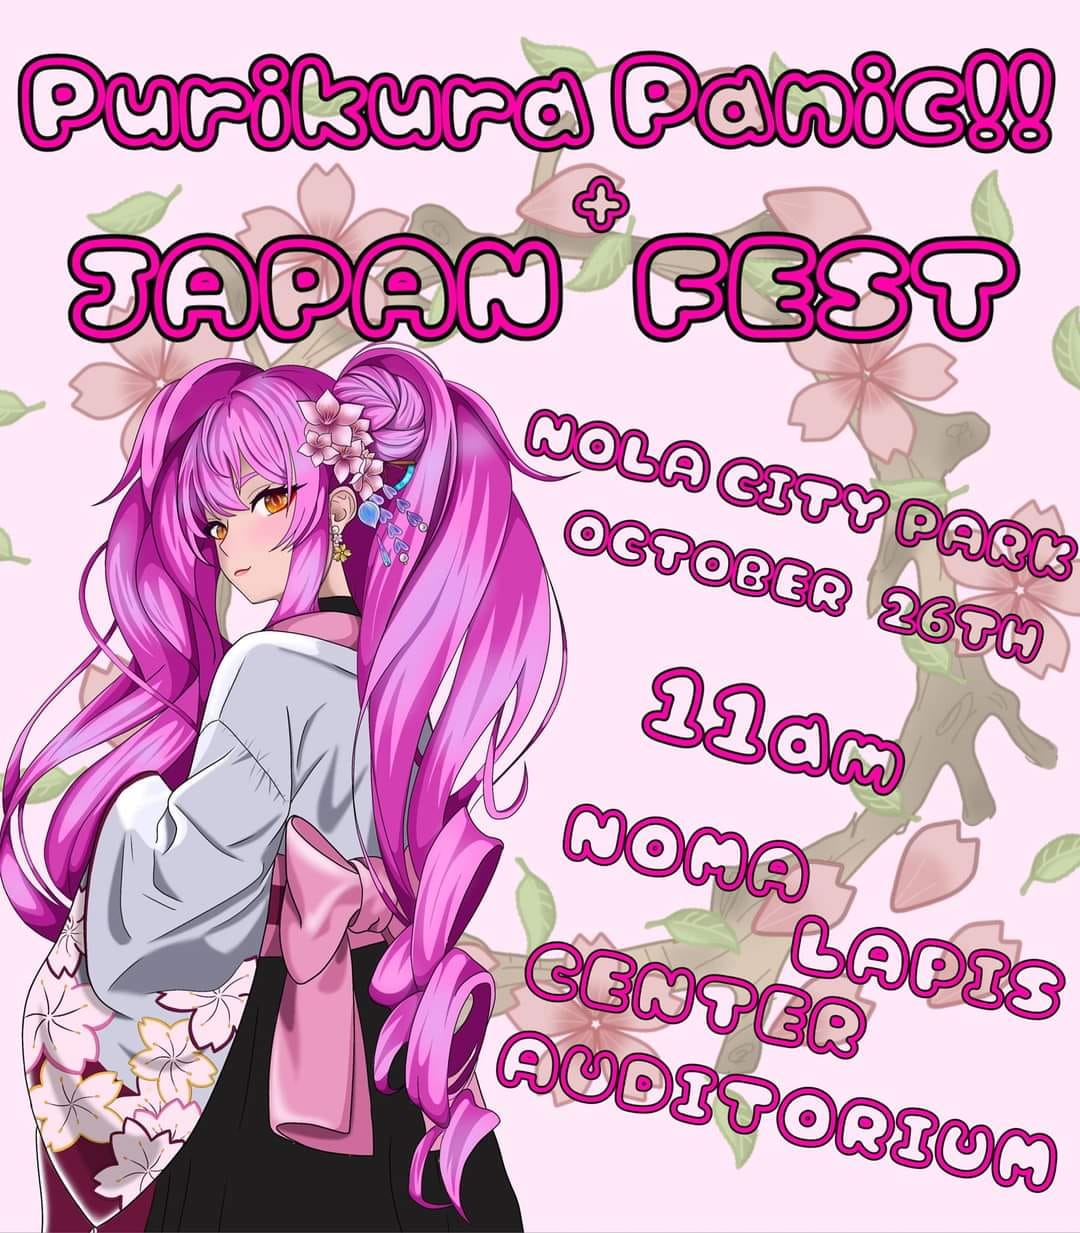 Purikura Panic!!
+
JAPAN FEST
NOLA CITY PARK
OCTOBER 26TH
11am
NOMA
LAPIS
CENTER
AUDITORIUM